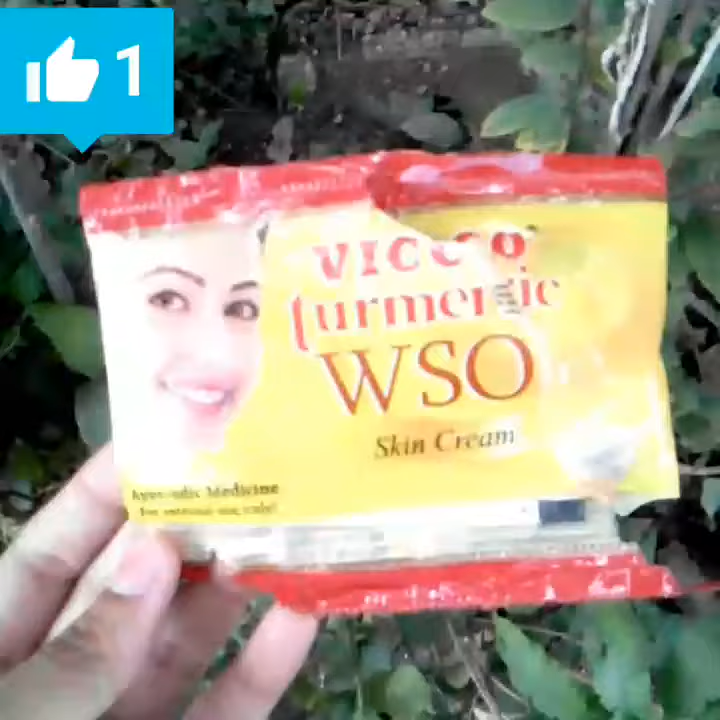 1
VICCO
turmeric
WSO
Skin Cream
Ayurvedic Medicine
For external use only!